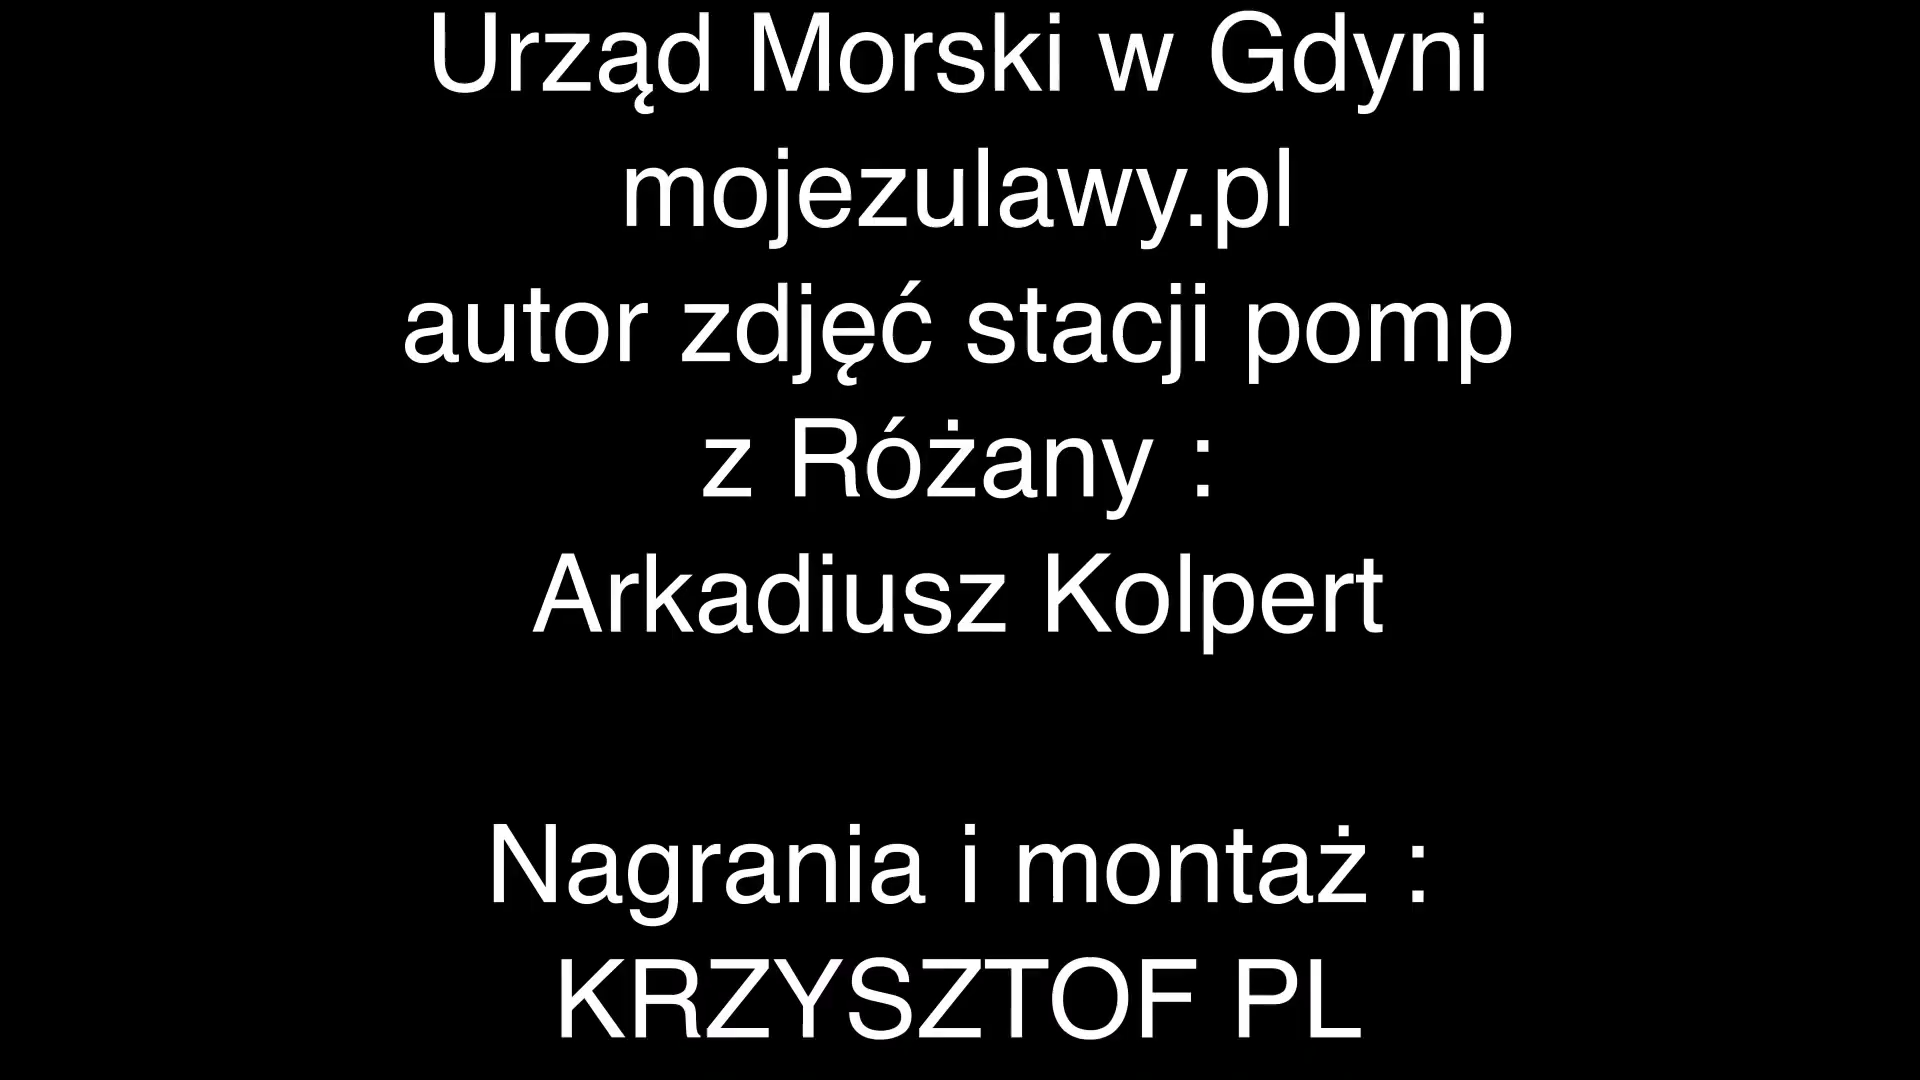 Urząd Morski w Gdyni
mojezulawy.pl
autor zdjęć stacji pomp
z Różany :
Arkadiusz Kolpert
Nagrania i montaż :
KRZYSZTOF PL